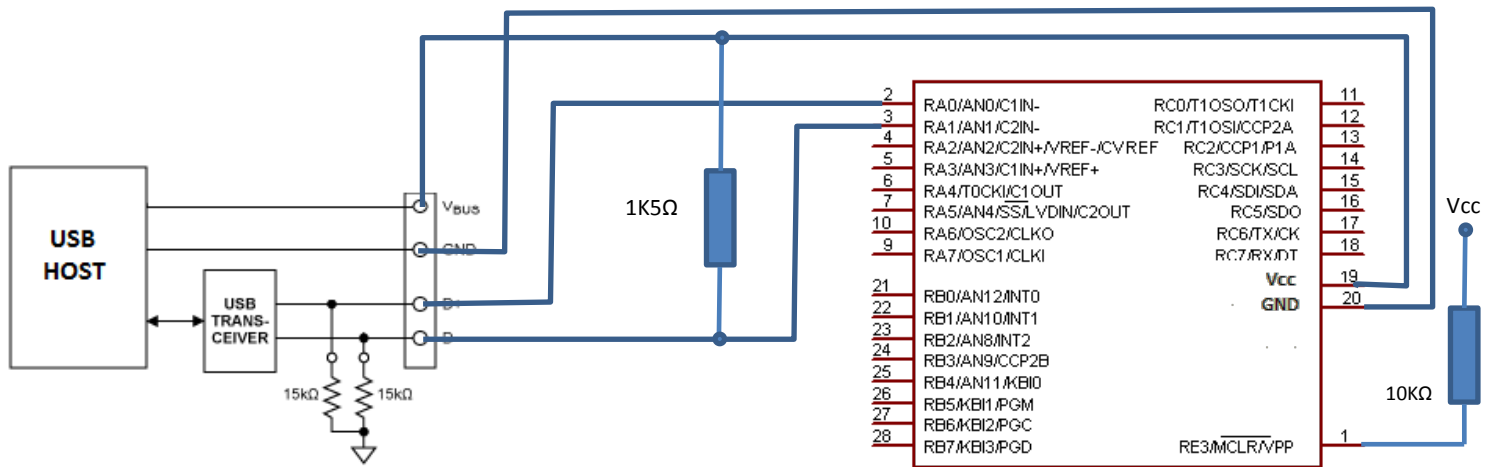 USB
HOST
USB
TRANS-
CEIVER
15kΩ
15kΩ
VBUS
GND
D+
D-
1K5Ω
2
3
4
5
6
7
10
9
21
22
23
24
25
26
27
28
RA0/AN0/C1IN-
RA1/AN1/C2IN-
RA2/AN2/C2IN+/VREF-/CVREF
RA3/AN3/C1IN+/VREF+
RA4/T0CKI/C1OUT
RA5/AN4/SS/LVDIN/C2OUT
RA6/OSC2/CLKO
RA7/OSC1/CLKI
RB0/AN12/INT0
RB1/AN10/INT1
RB2/AN8/INT2
RB3/AN9/CCP2B
RB4/AN11/KBI0
RB5/KBI1/PGM
RB6/KBI2/PGC
RB7/KBI3/PGD
RC0/T1OSO/T1CKI
RC1/T1OSI/CCP2A
RC2/CCP1/P1A
RC3/SCK/SCL
RC4/SDI/SDA
RC5/SDO
RC6/TX/CK
RC7/RX/DT
Vcc
GND
RE3/MCLR/VPP
11
12
13
14
15
16
17
18
19
20
1
Vcc
10KΩ